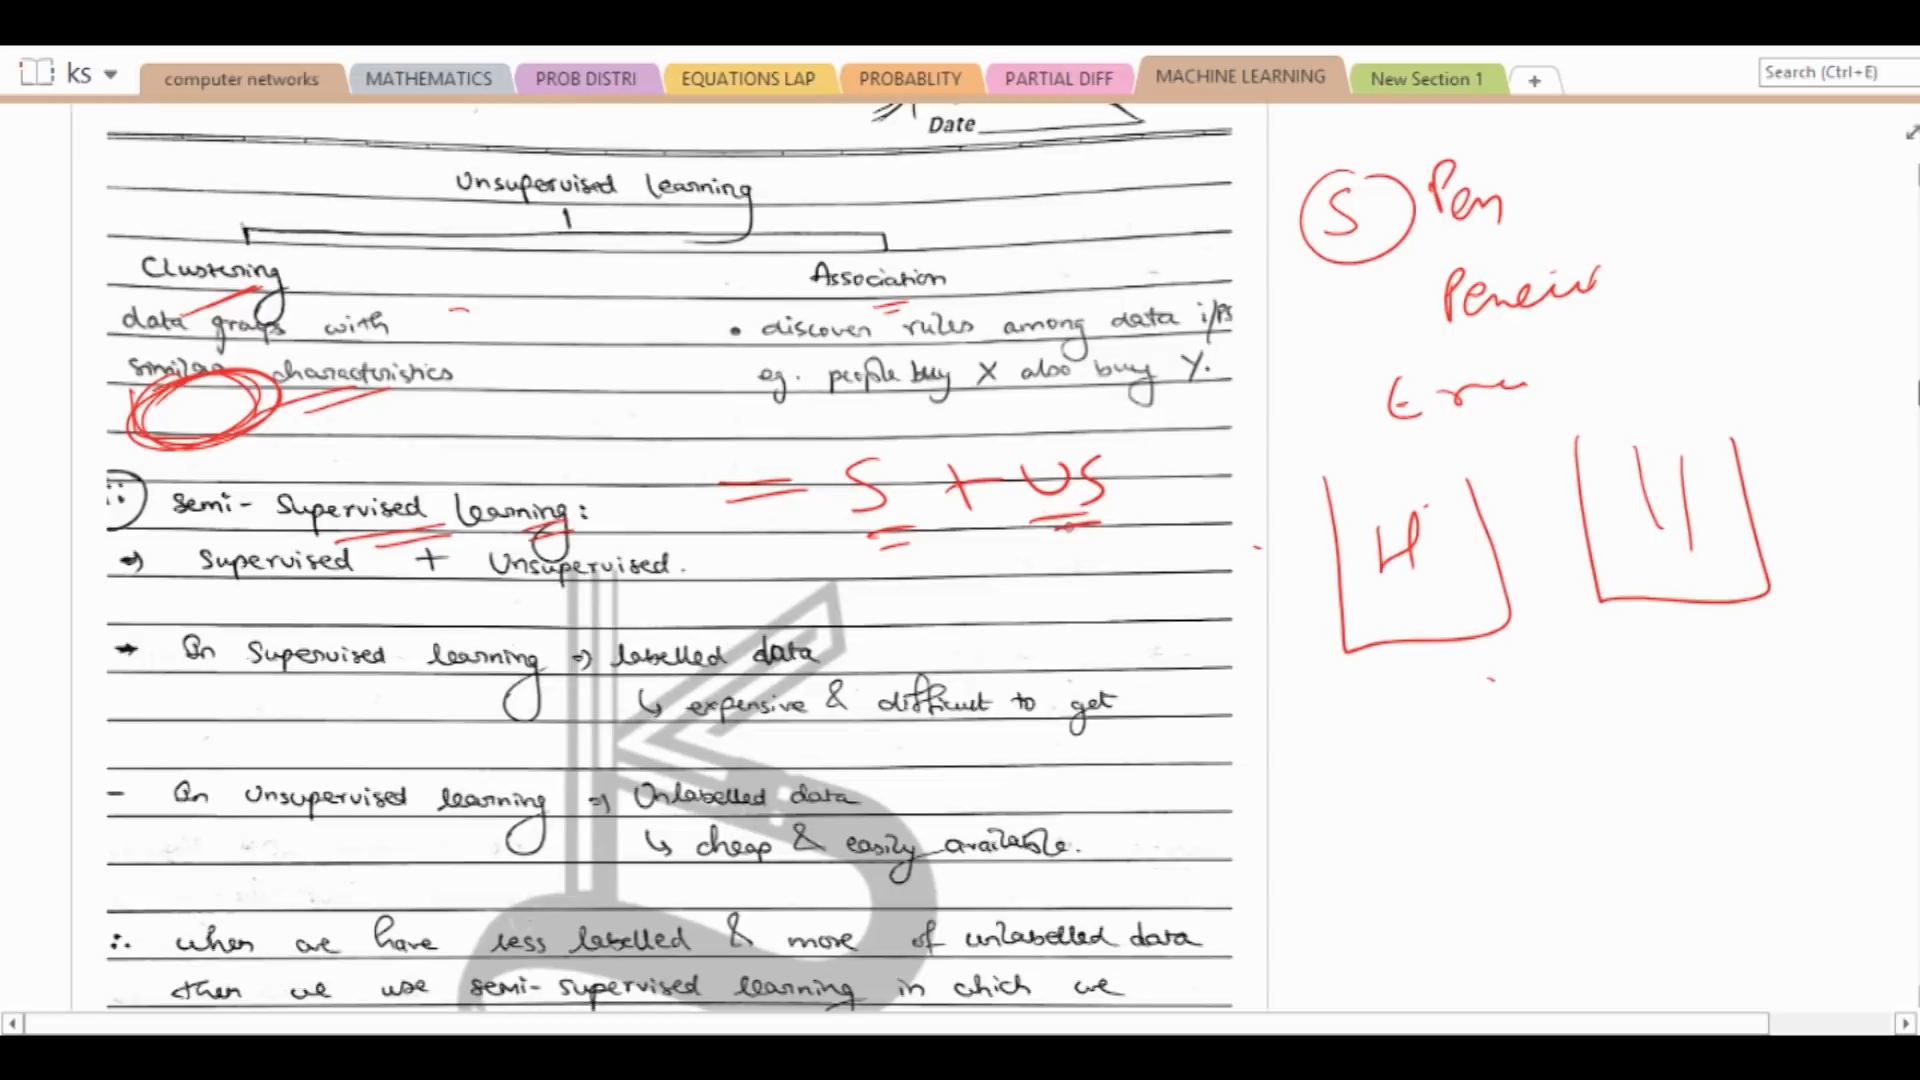 ks
computer networks
MATHEMATICS
PROB DISTRI
EQUATIONS LAP
PROBABLITY
PARTIAL DIFF
MACHINE LEARNING
New Section 1
+
Search (Ctrl+E)
Date
Unsupervised learning
Clustering
data groups with
similar characteristics
Association
• discover rules among data i/ps
eg. people buy X also buy Y.
= S + US
Semi-Supervised learning:
⇒ Supervised + Unsupervised.
→ In Supervised learning ⇒ labelled data
↳ expensive & difficult to get
- In Unsupervised learning ⇒ Unlabelled data
↳ cheap & easily available.
∴ when we have less labelled & more of unlabelled data
then we use semi-supervised learning in which we
S
Pen